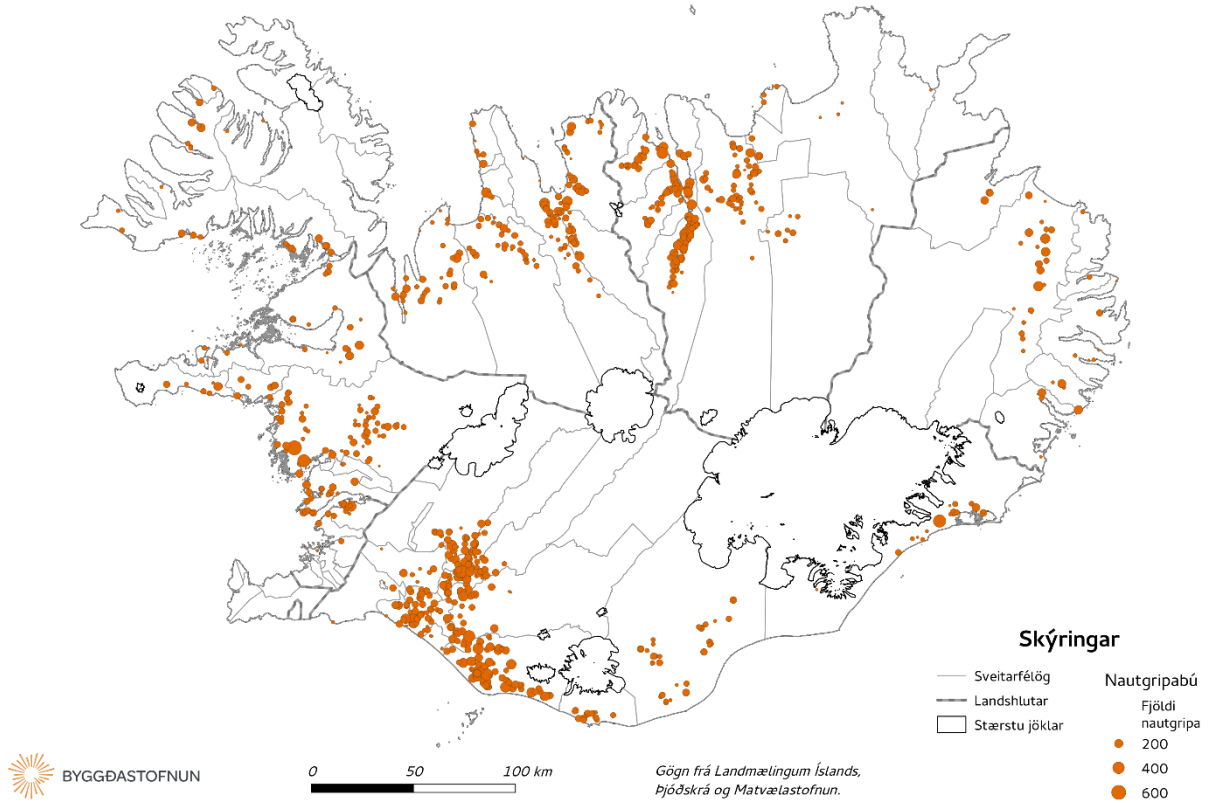 Skýringar
Sveitarfélög
Landshlutar
Stærstu jöklar
Nautgripabú
Fjöldi
nautgripa
200
400
600
BYGGÐASTOFNUN
0 50 100 km
Gögn frá Landmælingum Íslands,
Þjóðskrá og Matvælastofnun.